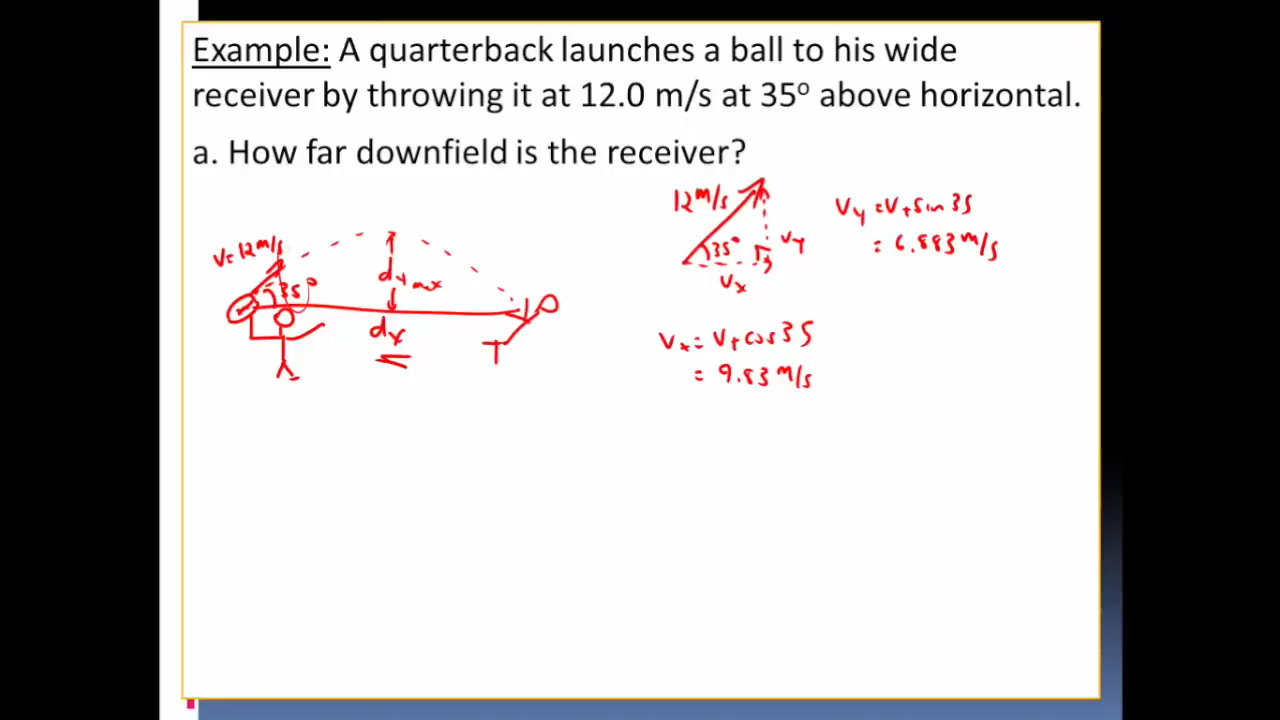 Example: A quarterback launches a ball to his wide
receiver by throwing it at 12.0 m/s at 35° above horizontal.
a. How far downfield is the receiver?
12 m/s
35°
Vy
Vx
Vy = VT sin 35
= 6.883 m/s
V = 12 m/s
35°
dy max
dx
Vx = VT cos 35
= 9.83 m/s